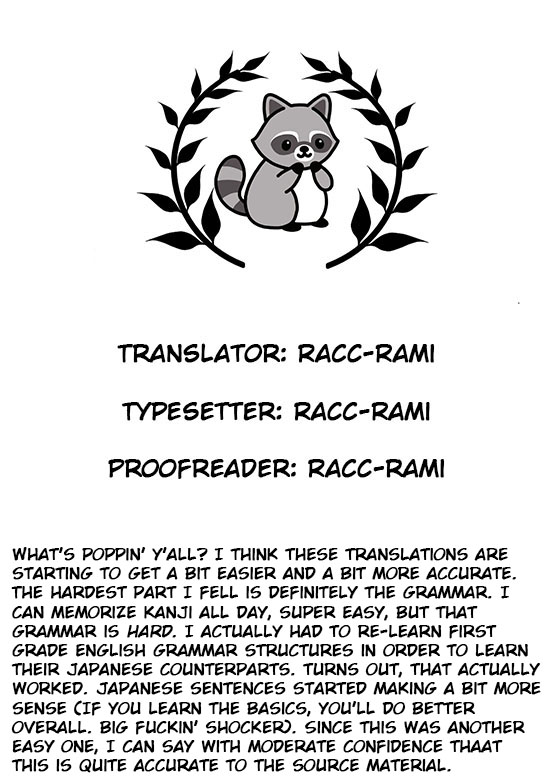 TRANSLATOR: RACC-RAMI
TYPESETTER: RACC-RAMI
PROOFREADER: RACC-RAMI
WHAT'S POPPIN' Y'ALL? I THINK THESE TRANSLATIONS ARE
STARTING TO GET A BIT EASIER AND A BIT MORE ACCURATE.
THE HARDEST PART I FELL IS DEFINITELY THE GRAMMAR. I
CAN MEMORIZE KANJI ALL DAY, SUPER EASY, BUT THAT
GRAMMAR IS HARD. I ACTUALLY HAD TO RE-LEARN FIRST
GRADE ENGLISH GRAMMAR STRUCTURES IN ORDER TO LEARN
THEIR JAPANESE COUNTERPARTS. TURNS OUT, THAT ACTUALLY
WORKED. JAPANESE SENTENCES STARTED MAKING A BIT MORE
SENSE (IF YOU LEARN THE BASICS, YOU'LL DO BETTER
OVERALL. BIG FUCKIN' SHOCKER). SINCE THIS WAS ANOTHER
EASY ONE, I CAN SAY WITH MODERATE CONFIDENCE THAAT
THIS IS QUITE ACCURATE TO THE SOURCE MATERIAL.